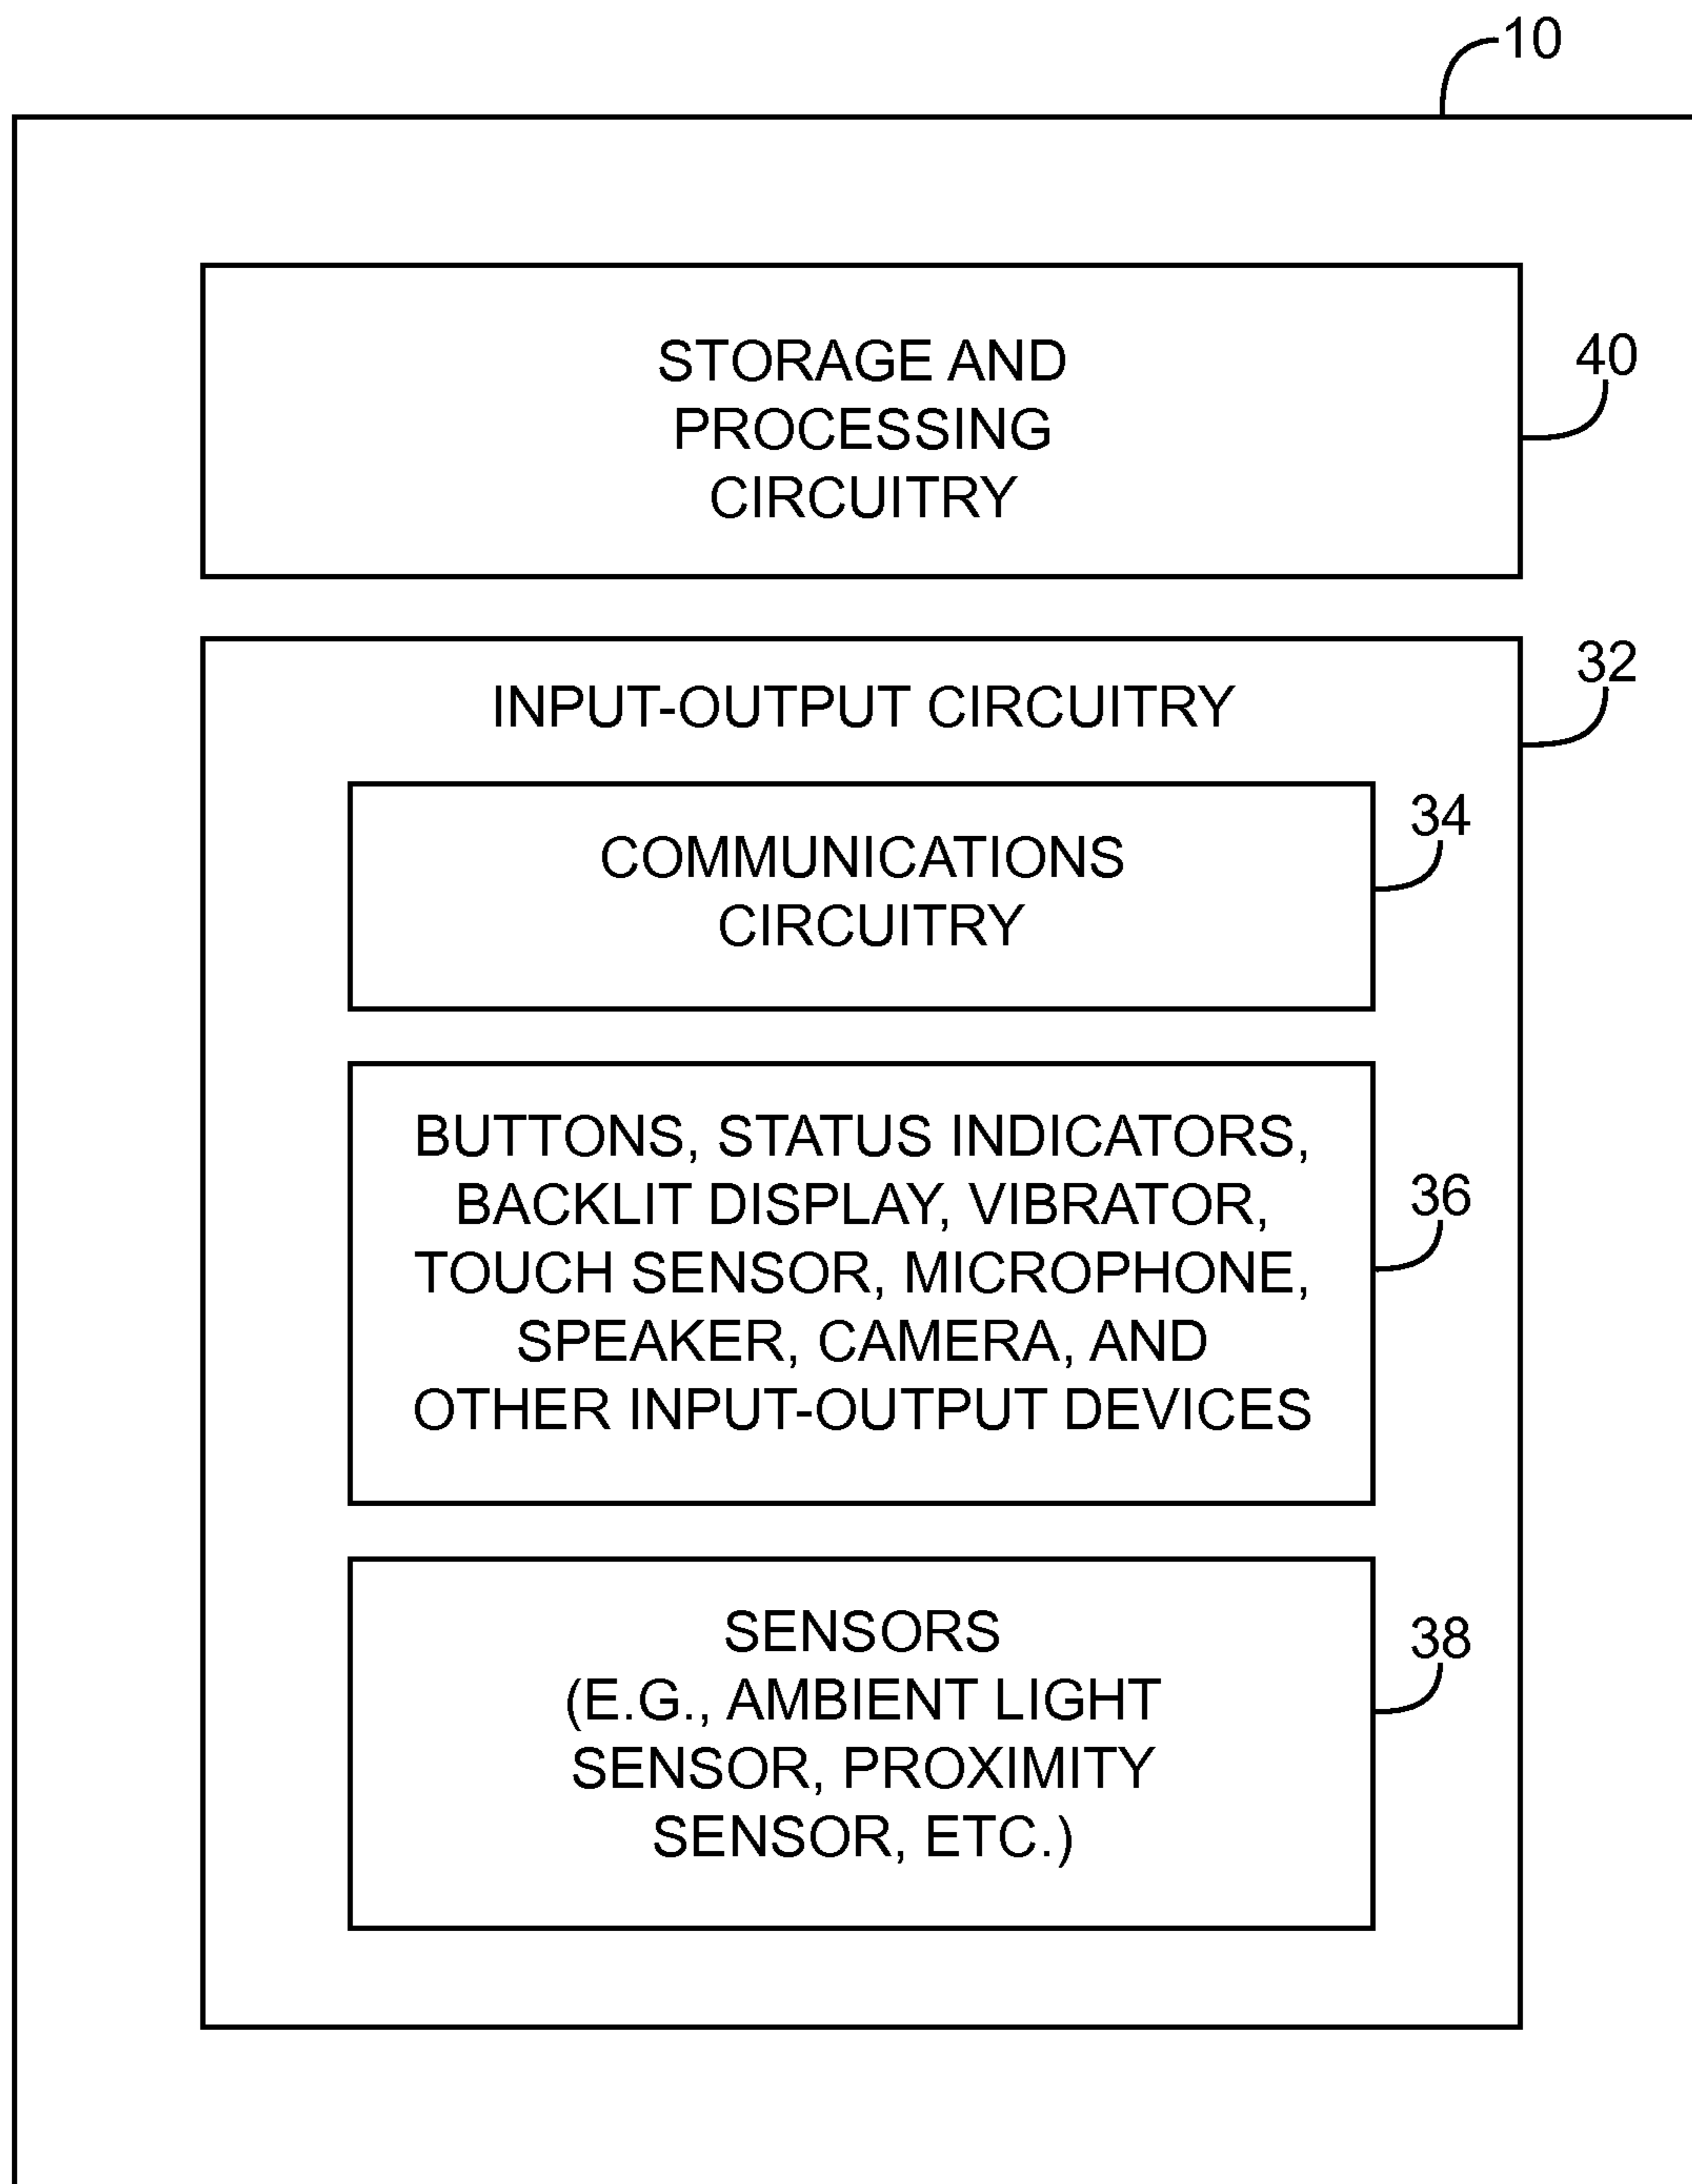 10
STORAGE AND
PROCESSING
CIRCUITRY
40
INPUT-OUTPUT CIRCUITRY
32
COMMUNICATIONS
CIRCUITRY
34
BUTTONS, STATUS INDICATORS,
BACKLIT DISPLAY, VIBRATOR,
TOUCH SENSOR, MICROPHONE,
SPEAKER, CAMERA, AND
OTHER INPUT-OUTPUT DEVICES
36
SENSORS
(E.G., AMBIENT LIGHT
SENSOR, PROXIMITY
SENSOR, ETC.)
38